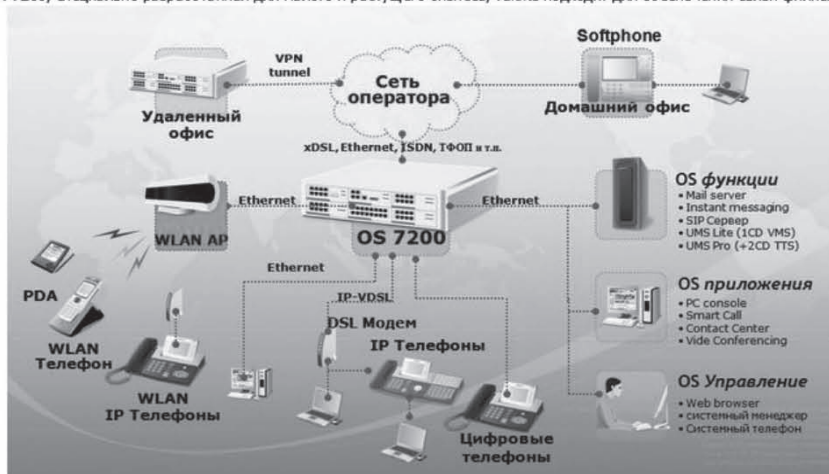 VPN
tunnel
Сеть
оператора
Softphone
Удаленный
офис
Домашний офис
xDSL, Ethernet, ISDN, ТФОП и т.п.
Ethernet
Ethernet
WLAN AP
OS 7200
OS функции
• Mail server
• Instant messaging
• SIP Сервер
• UMS Lite (1CD VMS)
• UMS Pro (+2CD TTS)
Ethernet
PDA
IP-VDSL
OS приложения
• PC console
• Smart Call
• Contact Center
• Vide Conferencing
DSL Модем
IP Телефоны
WLAN
Телефон
WLAN
IP Телефоны
OS Управление
• Web browser
• системный менеджер
• Системный телефон
Цифровые
телефоны